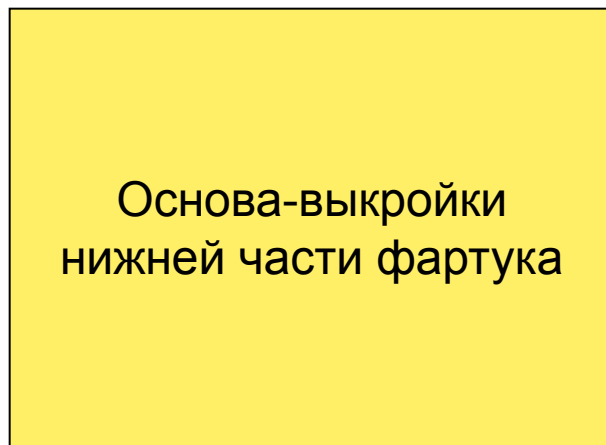 Основа-выкройки
нижней части фартука